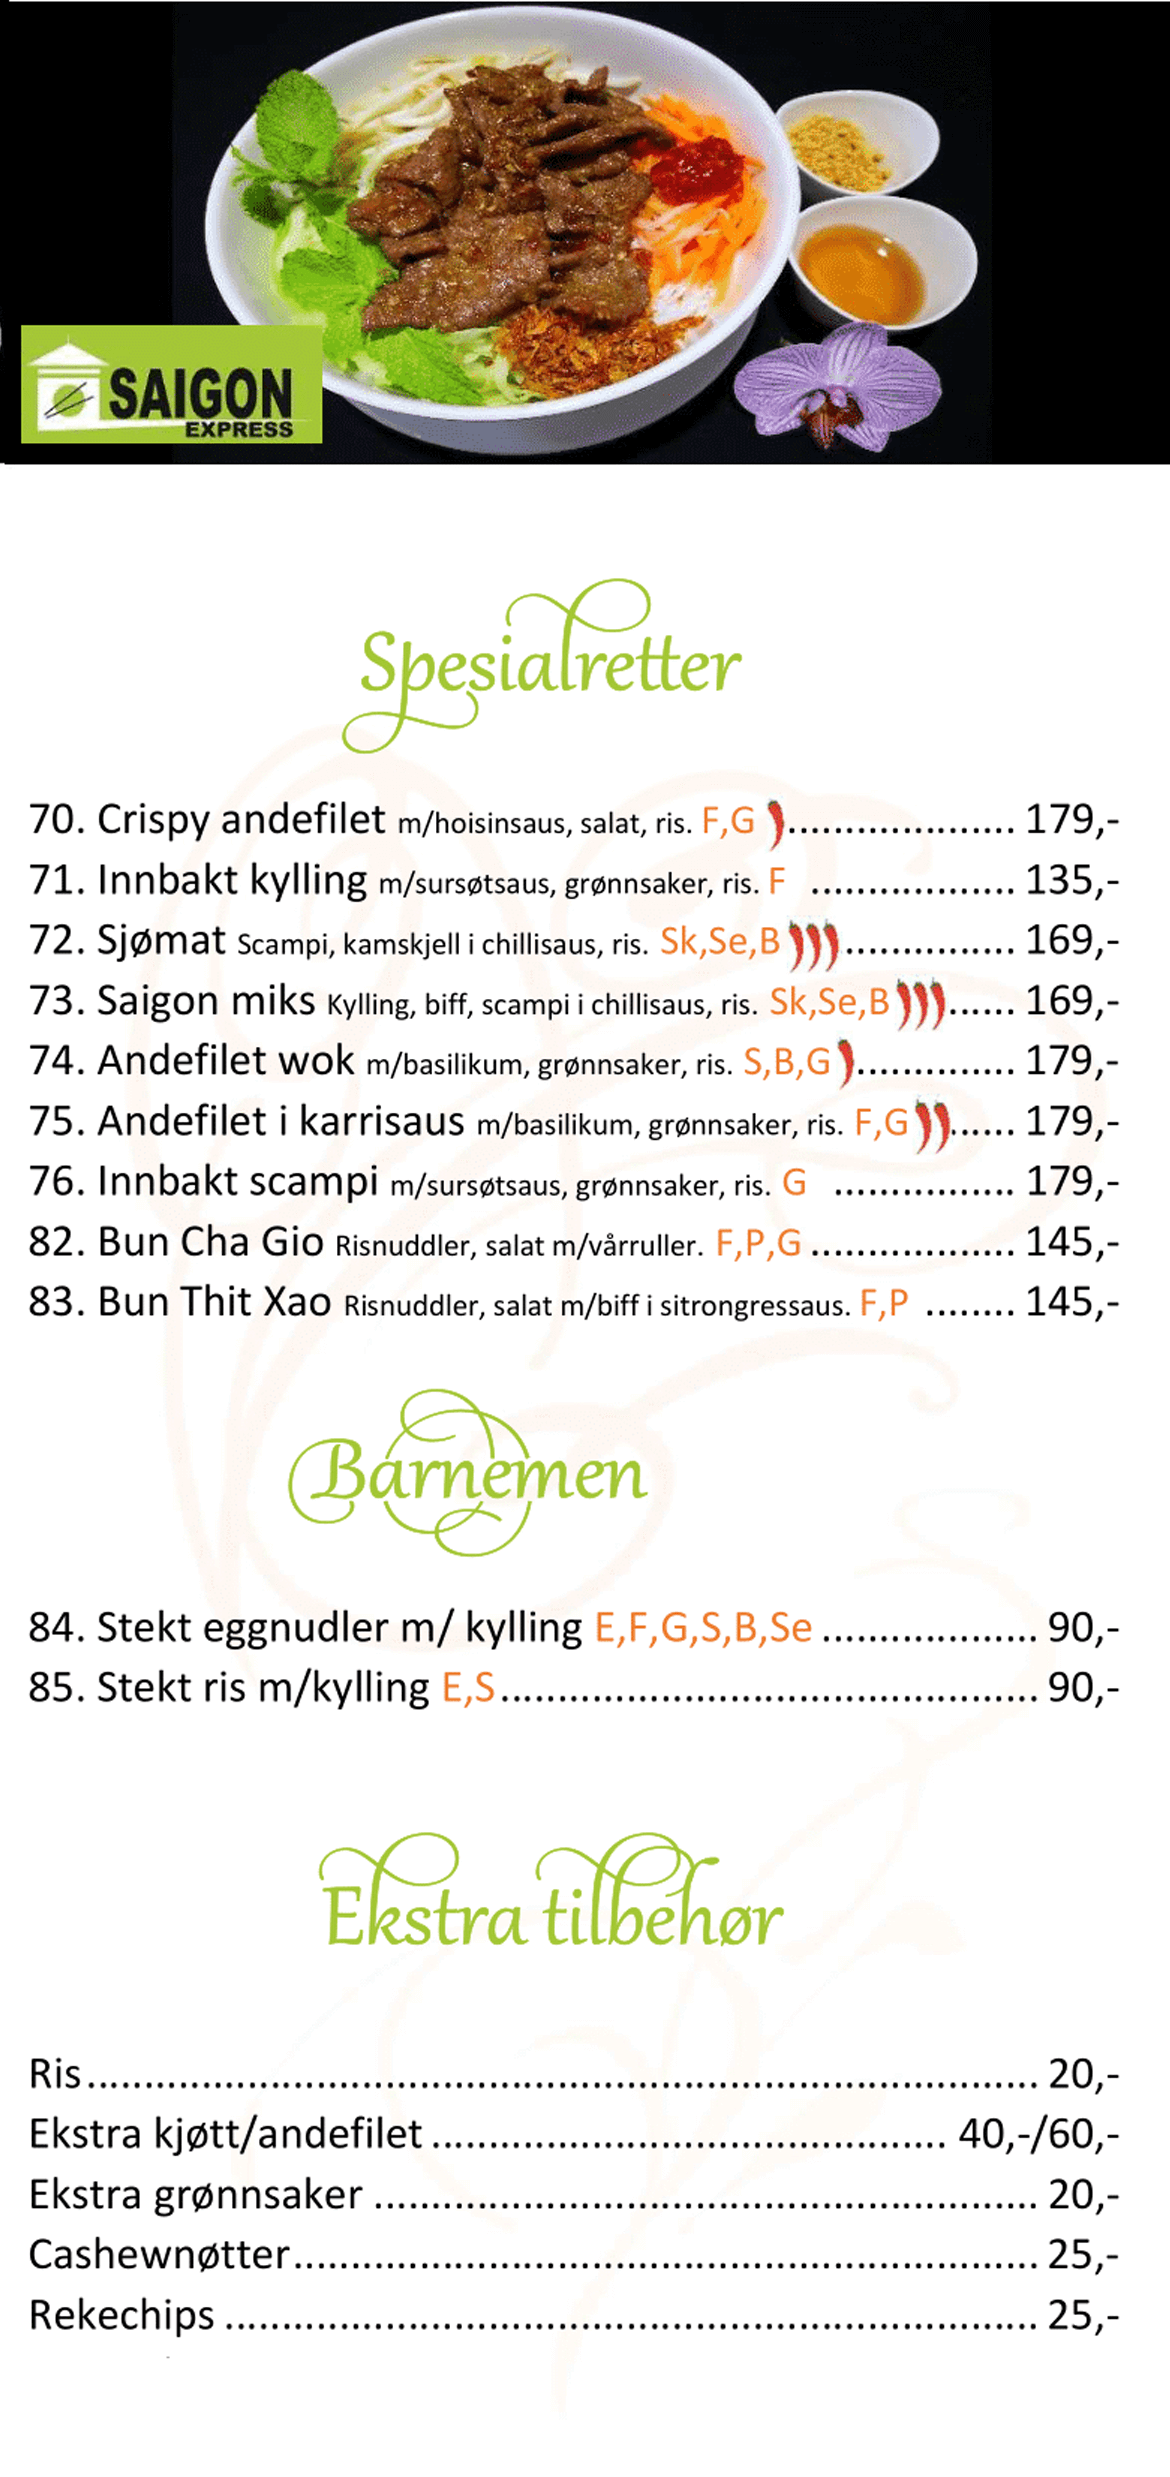 SAIGON
EXPRESS
Spesialretter
70. Crispy andefilet m/hoisinsaus, salat, ris. F,G .................... 179,-
71. Innbakt kylling m/sursøtsaus, grønnsaker, ris. F .................. 135,-
72. Sjømat Scampi, kamskjell i chillisaus, ris. Sk,Se,B ............... 169,-
73. Saigon miks Kylling, biff, scampi i chillisaus, ris. Sk,Se,B ...... 169,-
74. Andefilet wok m/basilikum, grønnsaker, ris. S,B,G .............. 179,-
75. Andefilet i karrisaus m/basilikum, grønnsaker, ris. F,G ...... 179,-
76. Innbakt scampi m/sursøtsaus, grønnsaker, ris. G ................ 179,-
82. Bun Cha Gio Risnuddler, salat m/vårruller. F,P,G .................. 145,-
83. Bun Thit Xao Risnuddler, salat m/biff i sitrongressaus. F,P ........ 145,-
Barnemen
84. Stekt eggnudler m/ kylling E,F,G,S,B,Se ................... 90,-
85. Stekt ris m/kylling E,S ............................................... 90,-
Ekstra tilbehør
Ris ................................................................................... 20,-
Ekstra kjøtt/andefilet ............................................. 40,-/60,-
Ekstra grønnsaker .......................................................... 20,-
Cashewnøtter ................................................................. 25,-
Rekechips ....................................................................... 25,-